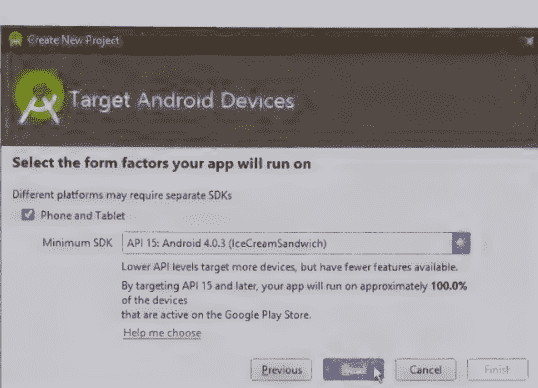 Create New Project
Target Android Devices
Select the form factors your app will run on
Different platforms may require separate SDKs
Phone and Tablet
Minimum SDK API 15: Android 4.0.3 (IceCreamSandwich)
Lower API levels target more devices, but have fewer features available.
By targeting API 15 and later, your app will run on approximately 100.0%
of the devices
that are active on the Google Play Store.
Help me choose
Previous Cancel Finish